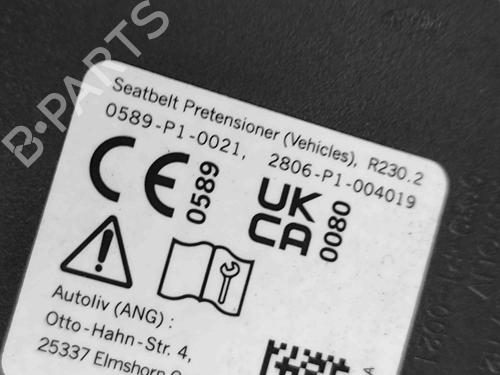 B-PARTS
Seatbelt Pretensioner (Vehicles), R230.2
0589-P1-0021, 2806-P1-004019
CE 0589
UK
CA 0080
Autoliv (ANG) :
Otto-Hahn-Str. 4,
25337 Elmshorn